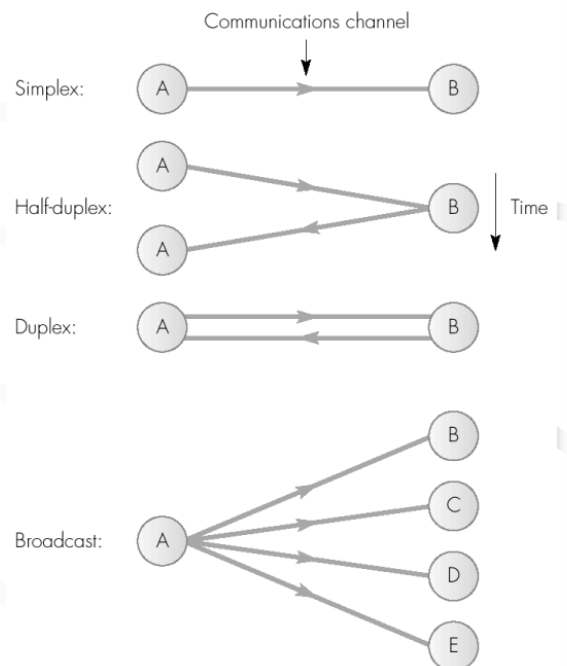 Communications channel
Simplex:
A
B
A
Half-duplex:
B
Time
A
Duplex:
A
B
B
C
Broadcast:
A
D
E